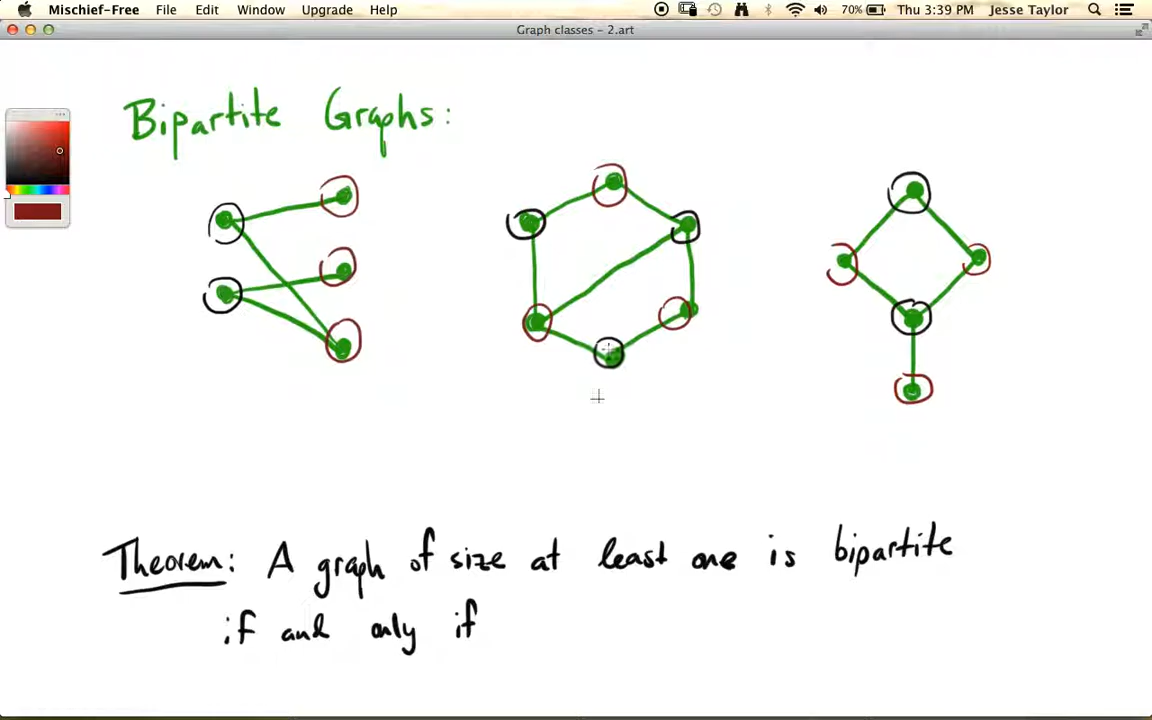 Mischief-Free File Edit Window Upgrade Help 70% Thu 3:39 PM Jesse Taylor
Graph classes - 2.art
Bipartite Graphs:
Theorem: A graph of size at least one is bipartite
if and only if